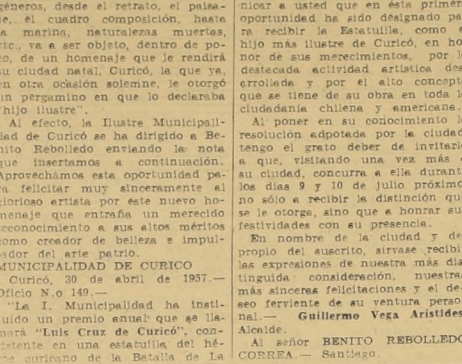 géneros, desde el retrato, el paisa-
je, el cuadro composición, hasta
la marina, naturalezas muertas,
etc., va a ser objeto, dentro de po-
co, de un homenaje que le rendirá
su ciudad natal, Curicó, la que ya,
en otra ocasión solemne, le otorgó
un pergamino en que lo declaraba
"hijo ilustre".
A Al efecto, la Ilustre Municipali-
dad de Curicó se ha dirigido a Be-
nito Rebolledo enviando la nota
que insertamos a continuación.
Aprovechamos esta oportunidad pa-
ra felicitar muy sinceramente al
glorioso artista por este nuevo ho-
menaje que entraña un merecido
reconocimiento a sus altos méritos
como creador de belleza e impul-
sador del arte patrio.
MUNICIPALIDAD DE CURICO
Curicó, 30 de abril de 1957.—
Oficio N.o 149.—
"La I. Municipalidad ha insti-
tuido un premio anual que se lla-
mará "Luis Cruz de Curicó", con-
sistente en una estatuilla del hé-
roe curicano de la Batalla de La
nicar a usted que en esta primera
oportunidad ha sido designado pa-
ra recibir la Estatuilla, como el
hijo más ilustre de Curicó, en ho-
nor de sus merecimientos, por la
destacada actividad artística des-
arrollada y por el alto concepto
que se tiene de su obra en toda la
ciudadanía chilena y americana.
Al poner en su conocimiento la
resolución adpotada por la ciudad,
tengo el grato deber de invitarlo
a que, visitando una vez más a
su ciudad, concurra a ella durante
los días 9 y 10 de julio próximo,
no sólo a recibir la distinción que
se le otorga, sino que a honrar sus
festividades con su presencia.
En nombre de la ciudad y del
propio del suscrito, sírvase recibir
las expresiones de nuestra más dis-
tinguida consideración, nuestras
más sinceras felicitaciones y el de-
seo ferviente de su ventura perso-
nal.— Guillermo Vega Arístides,
Alcalde.
Al señor BENITO REBOLLEDO
CORREA.— Santiago.